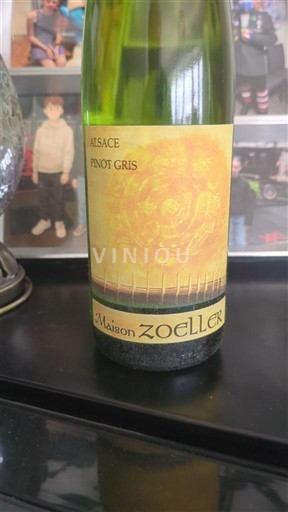 ALSACE
PINOT GRIS
VINIOU
Maison ZOELLER